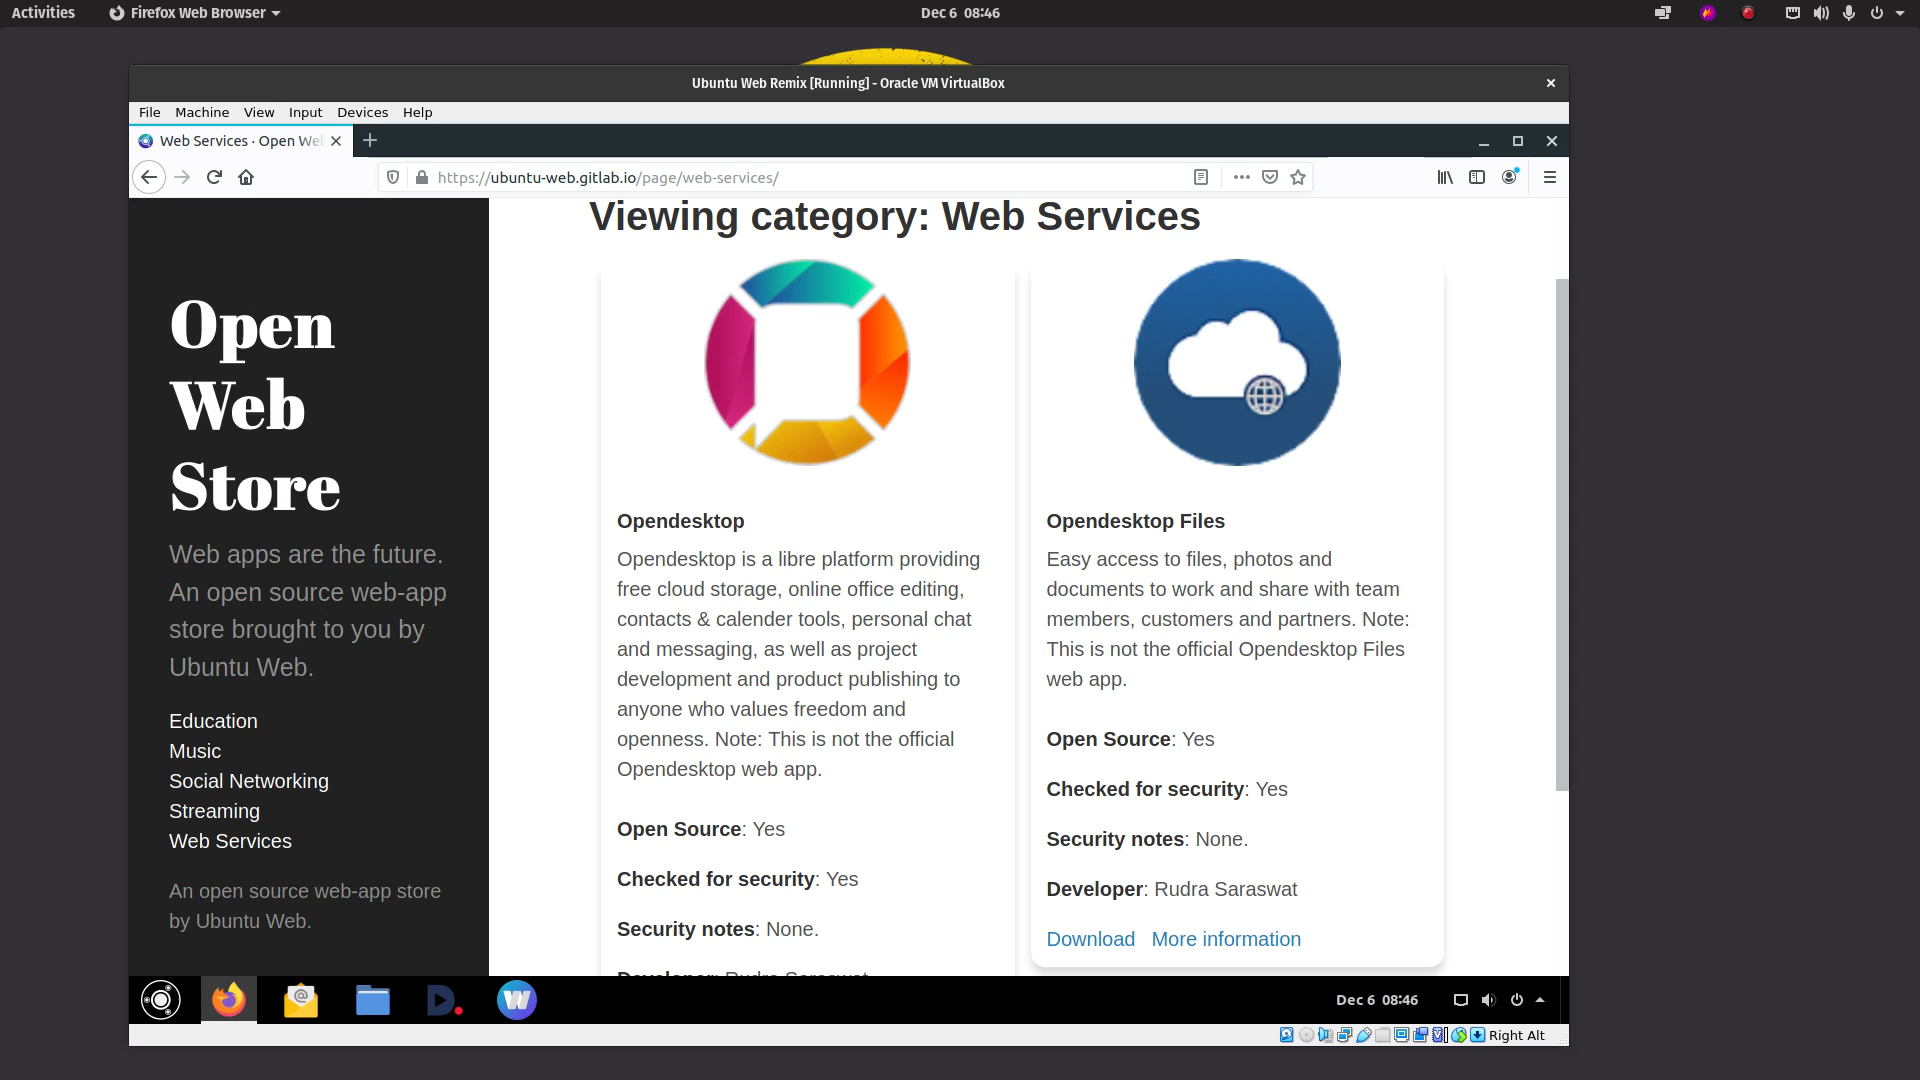 Activities
Firefox Web Browser
Dec 6 08:46
Ubuntu Web Remix [Running] - Oracle VM VirtualBox
File Machine View Input Devices Help
Web Services · Open We
https://ubuntu-web.gitlab.io/page/web-services/
Open
Web
Store
Web apps are the future.
An open source web-app
store brought to you by
Ubuntu Web.
Education
Music
Social Networking
Streaming
Web Services
An open source web-app store
by Ubuntu Web.
Viewing category: Web Services
Opendesktop
Opendesktop is a libre platform providing
free cloud storage, online office editing,
contacts & calender tools, personal chat
and messaging, as well as project
development and product publishing to
anyone who values freedom and
openness. Note: This is not the official
Opendesktop web app.
Open Source: Yes
Checked for security: Yes
Security notes: None.
Developer: Rudra Saraswat
Opendesktop Files
Easy access to files, photos and
documents to work and share with team
members, customers and partners. Note:
This is not the official Opendesktop Files
web app.
Open Source: Yes
Checked for security: Yes
Security notes: None.
Developer: Rudra Saraswat
Download More information
Dec 6 08:46
Right Alt